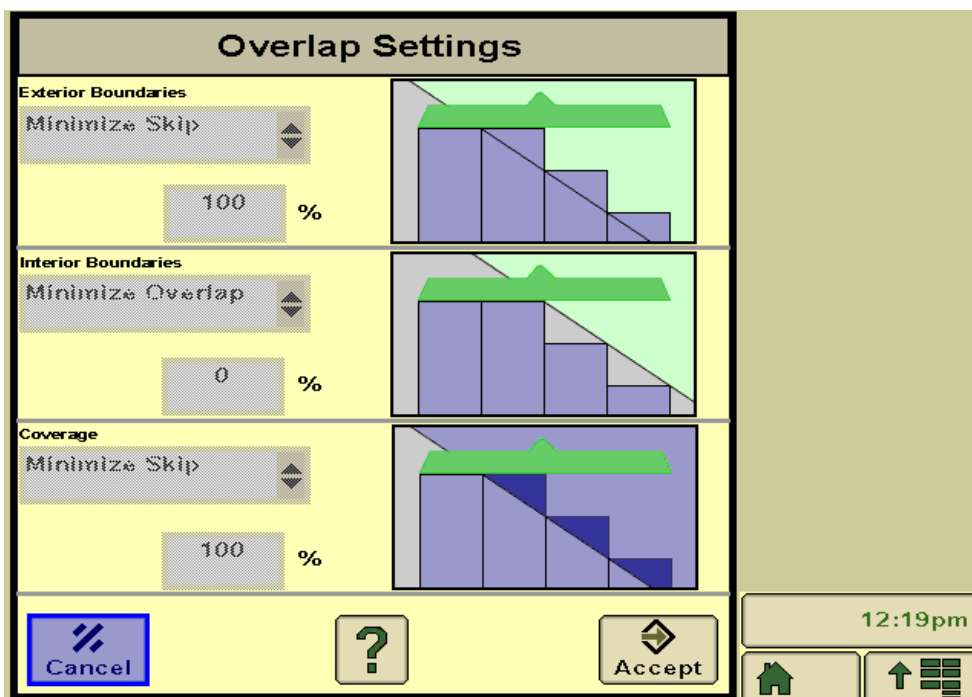 Overlap Settings
Exterior Boundaries
Minimize Skip
100 %
Interior Boundaries
Minimize Overlap
0 %
Coverage
Minimize Skip
100 %
Cancel
?
Accept
12:19pm